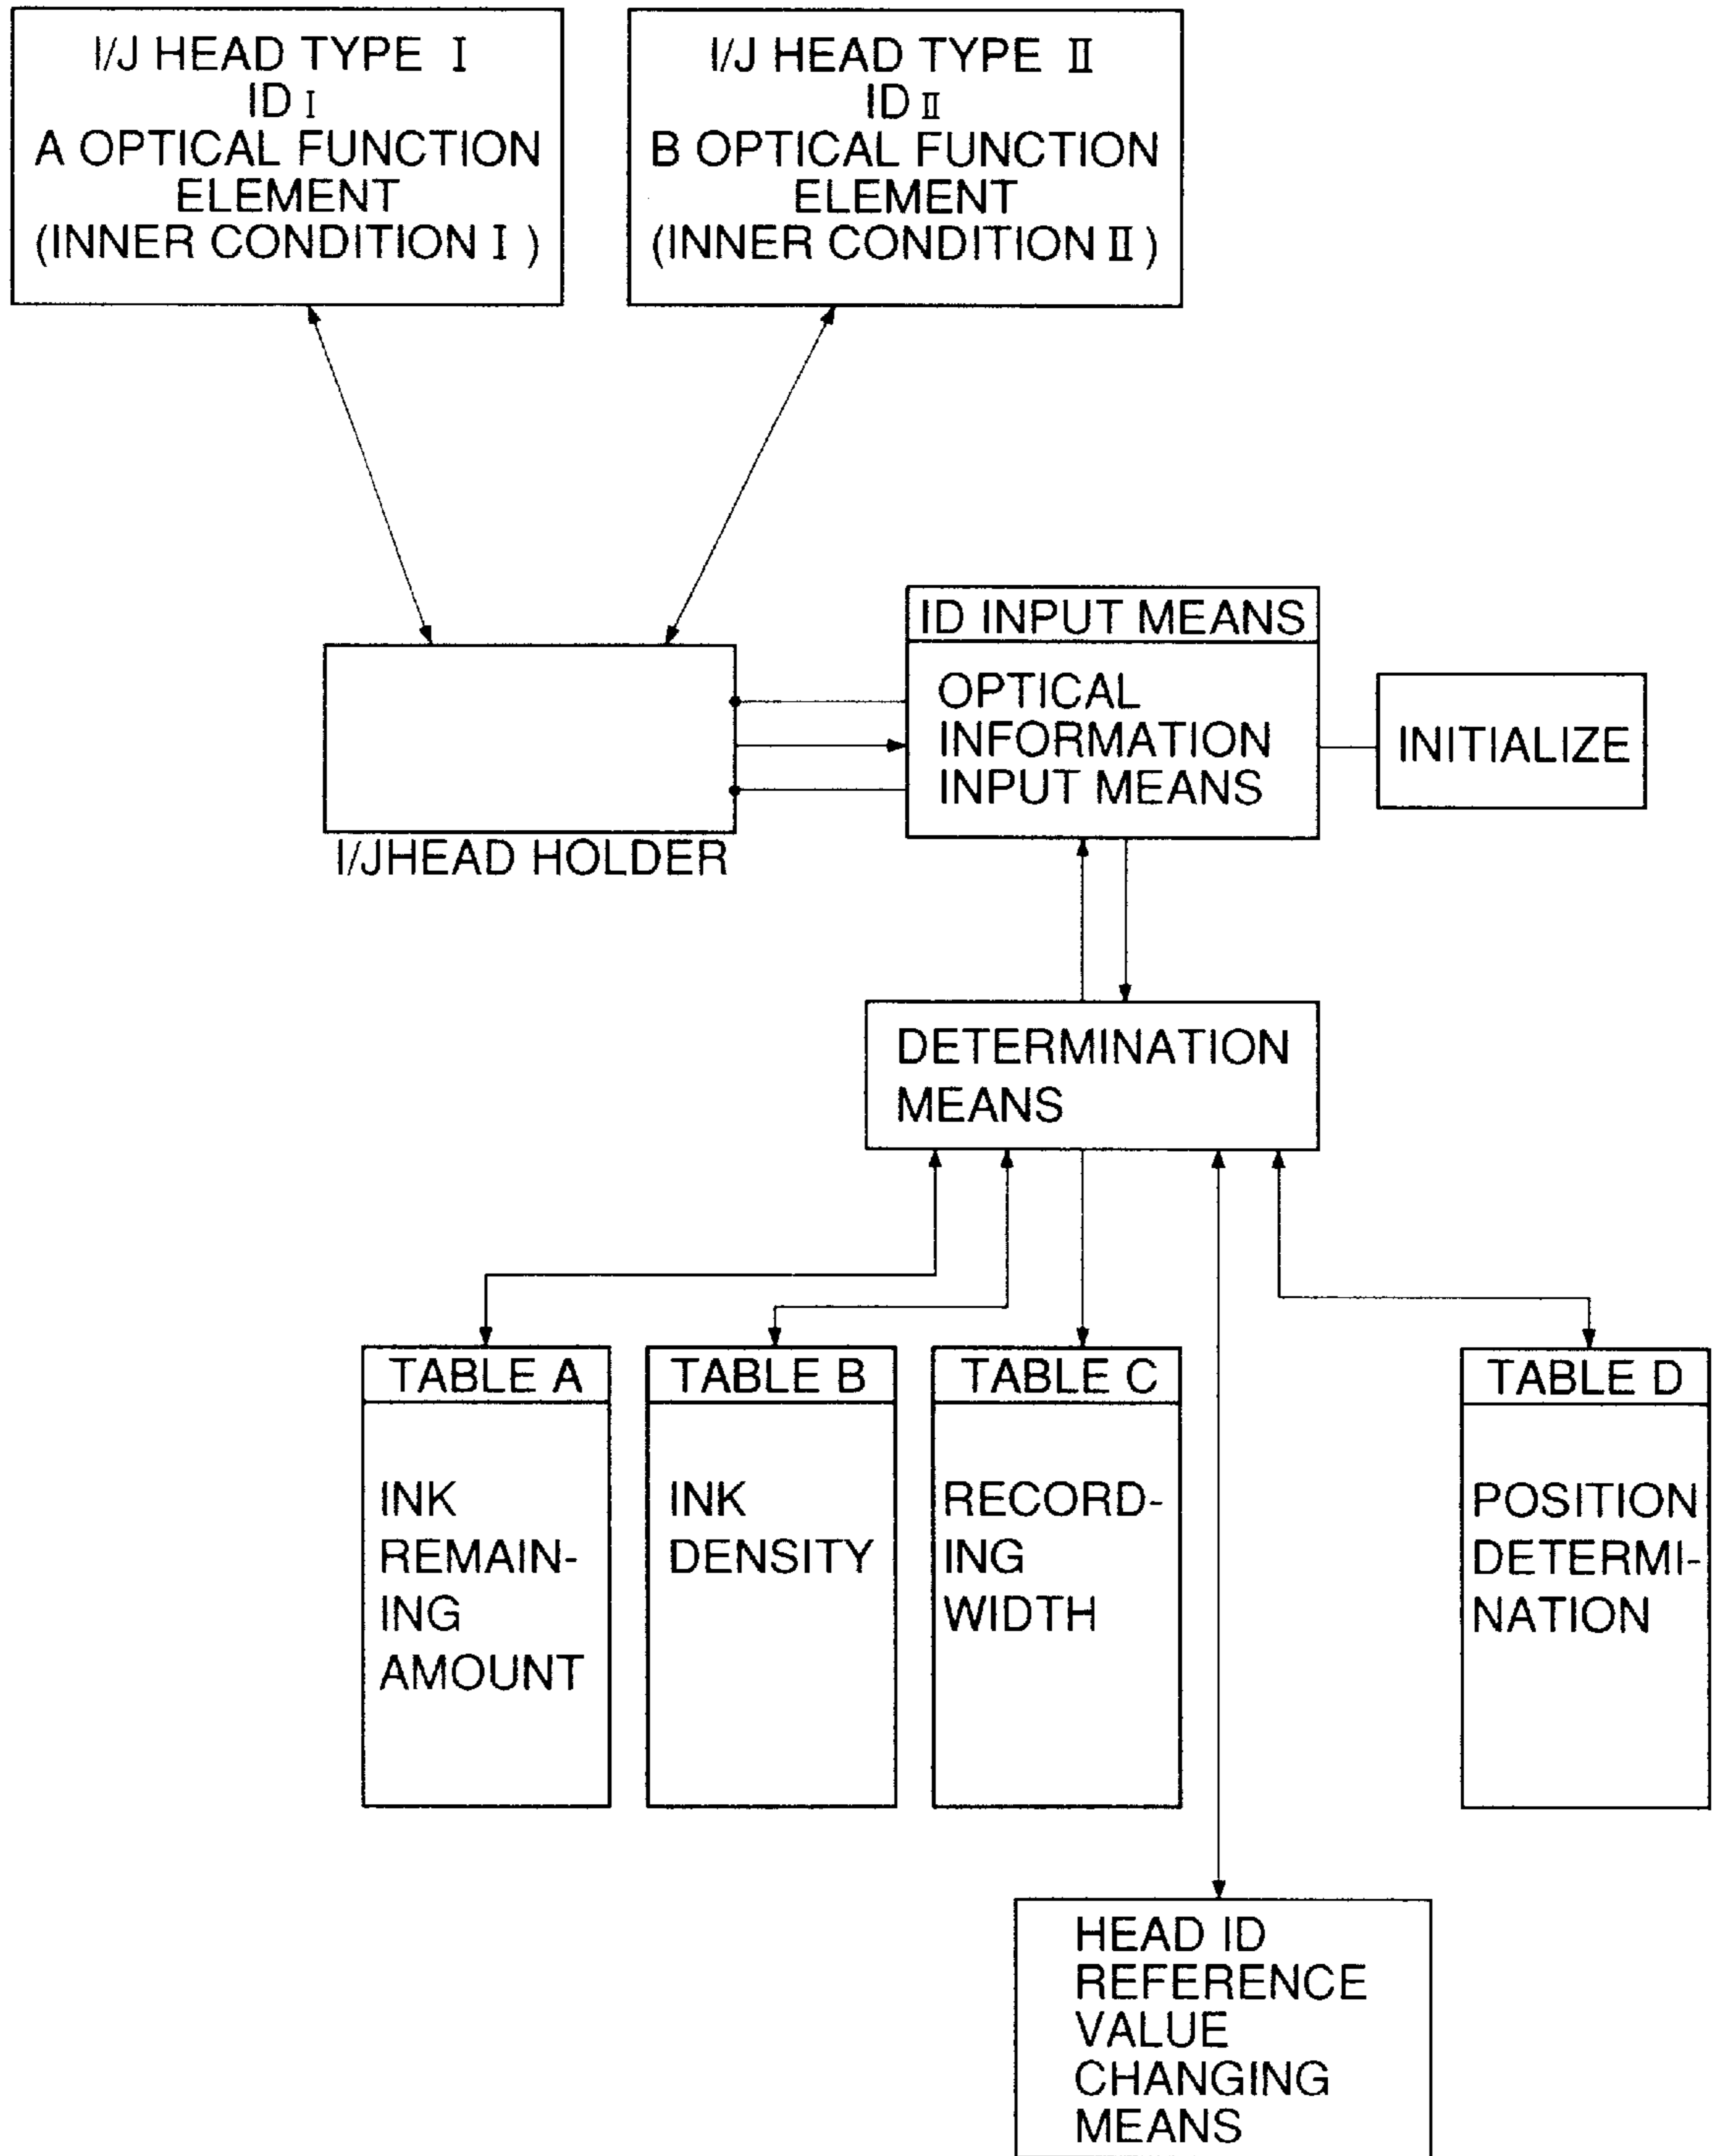 I/J HEAD TYPE Ⅰ
ID Ⅰ
A OPTICAL FUNCTION
ELEMENT
(INNER CONDITION Ⅰ )
I/J HEAD TYPE Ⅱ
ID Ⅱ
B OPTICAL FUNCTION
ELEMENT
(INNER CONDITION Ⅱ )
ID INPUT MEANS
OPTICAL
INFORMATION
INPUT MEANS
INITIALIZE
I/JHEAD HOLDER
DETERMINATION
MEANS
TABLE A
INK
REMAIN-
ING
AMOUNT
TABLE B
INK
DENSITY
TABLE C
RECORD-
ING
WIDTH
TABLE D
POSITION
DETERMI-
NATION
HEAD ID
REFERENCE
VALUE
CHANGING
MEANS